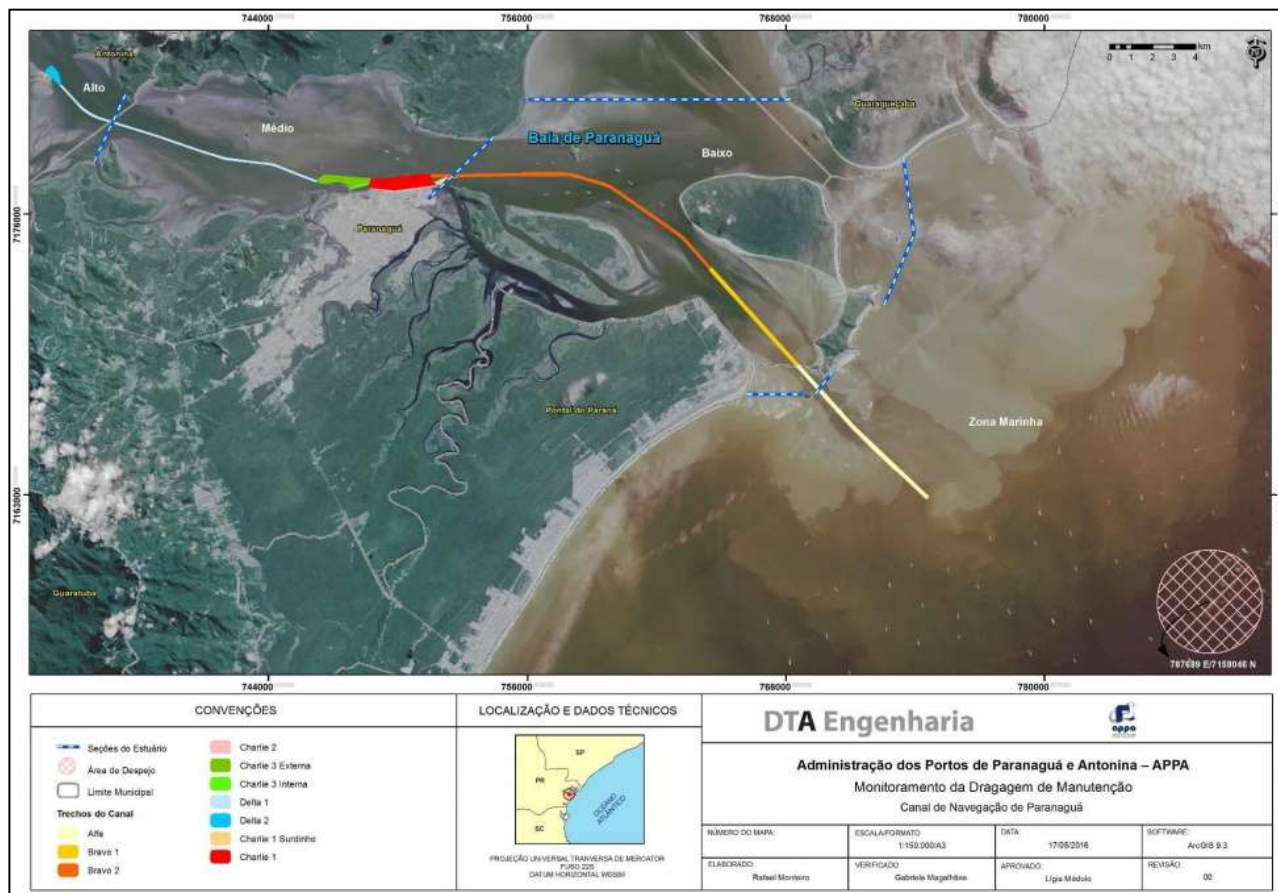 744000
756000
768000
780000
km
0 1 2 3 4
Antonina
Alto
Médio
Baía de Paranaguá
Baixo
Guaraqueçaba
7176000
Paranaguá
Pontal do Paraná
Zona Marinha
7163000
Guaratuba
787689 E/7158046 N
744000
756000
768000
780000
CONVENÇÕES
Seções do Estuário
Área de Despejo
Limite Municipal
Trechos do Canal
Alfa
Bravo 1
Bravo 2
Charlie 2
Charlie 3 Externa
Charlie 3 Interna
Delta 1
Delta 2
Charlie 1 Surdinho
Charlie 1
LOCALIZAÇÃO E DADOS TÉCNICOS
SP
PR
SC
OCEANO
ATLÂNTICO
PROJEÇÃO UNIVERSAL TRANVERSA DE MERCATOR
FUSO 22S
DATUM HORIZONTAL WGS84
DTA Engenharia
appa
Administração dos Portos de Paranaguá e Antonina – APPA
Monitoramento da Dragagem de Manutenção
Canal de Navegação de Paranaguá
NÚMERO DO MAPA:
ESCALA/FORMATO
1:150.000/A3
DATA:
17/05/2016
SOFTWARE:
ArcGIS 9.3
ELABORADO:
Rafael Monteiro
VERIFICADO
Gabriela Magalhães
APROVADO:
Lígia Módolo
REVISÃO:
00